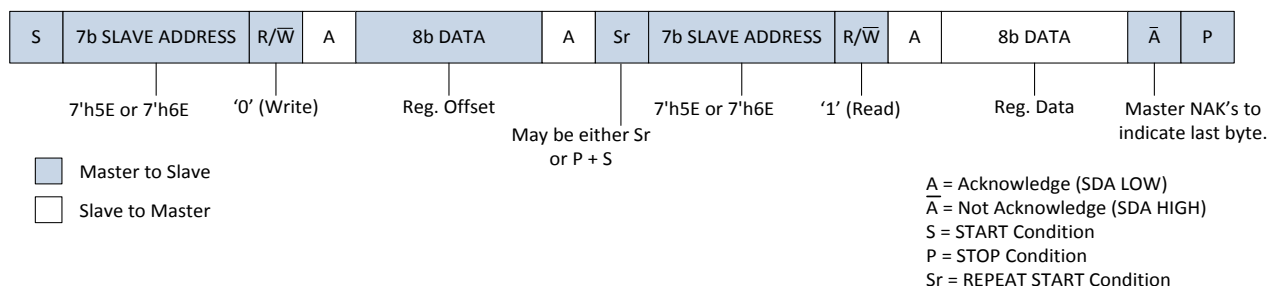 S 7b SLAVE ADDRESS R/W̅ A 8b DATA A Sr 7b SLAVE ADDRESS R/W̅ A 8b DATA A̅ P
7'h5E or 7'h6E '0' (Write) Reg. Offset 7'h5E or 7'h6E '1' (Read) Reg. Data Master NAK's to
indicate last byte.
May be either Sr
or P + S
Master to Slave
Slave to Master
A = Acknowledge (SDA LOW)
A̅ = Not Acknowledge (SDA HIGH)
S = START Condition
P = STOP Condition
Sr = REPEAT START Condition